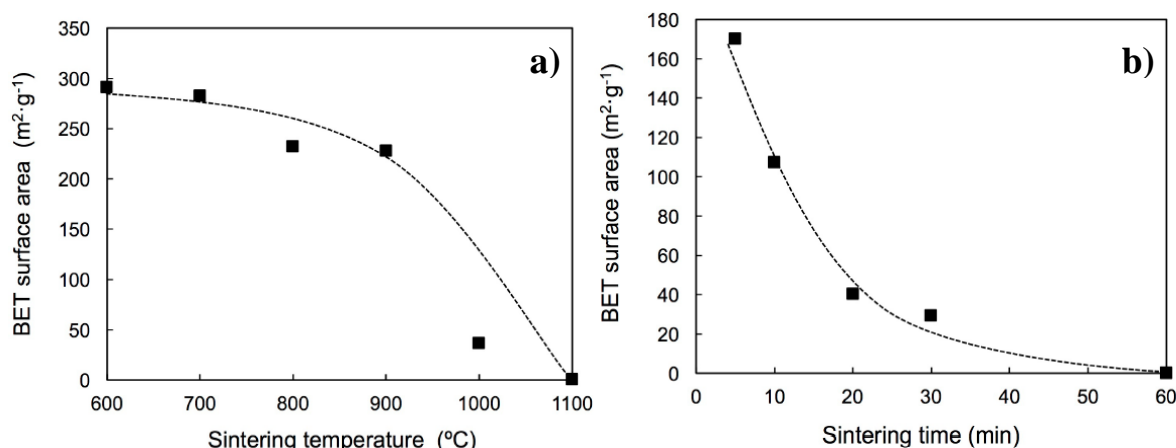 a)
BET surface area (m²·g⁻¹)
350
300
250
200
150
100
50
0
600 700 800 900 1000 1100
Sintering temperature (ºC)
b)
BET surface area (m²·g⁻¹)
180
160
140
120
100
80
60
40
20
0
0 10 20 30 40 50 60
Sintering time (min)